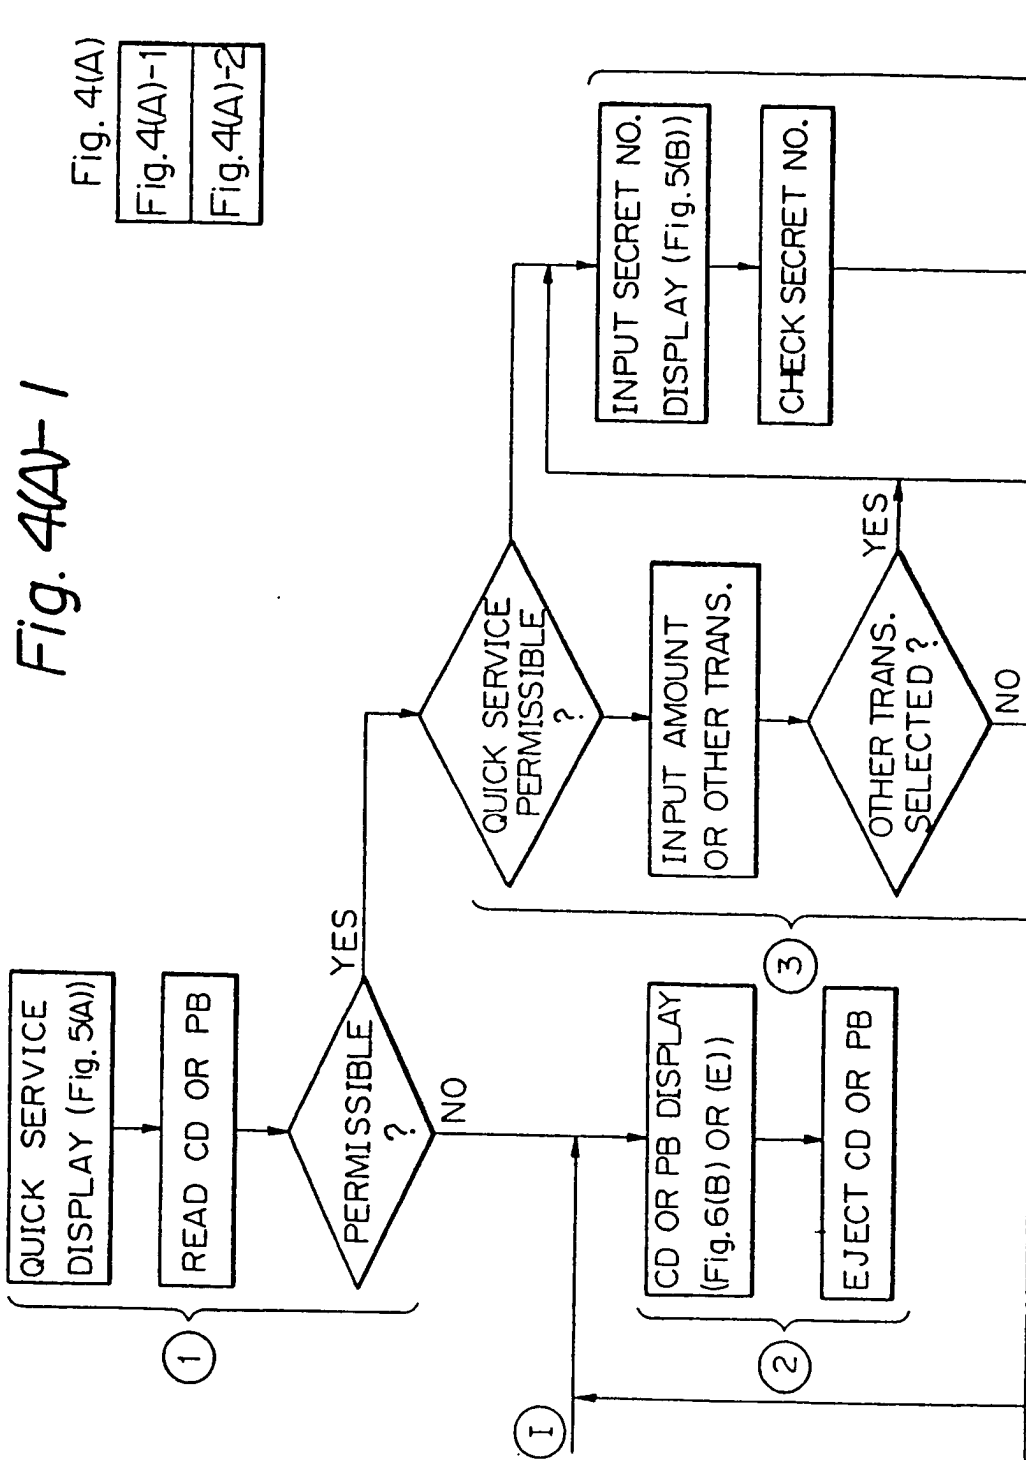 Fig. 4(A)-1
Fig. 4(A)
Fig.4(A)-1
Fig.4(A)-2
QUICK SERVICE
DISPLAY (Fig. 5(A))
READ CD OR PB
PERMISSIBLE
?
YES
NO
1
I
CD OR PB DISPLAY
(Fig.6(B) OR (E))
EJECT CD OR PB
2
QUICK SERVICE
PERMISSIBLE
?
INPUT AMOUNT
OR OTHER TRANS.
OTHER TRANS.
SELECTED ?
YES
NO
3
INPUT SECRET NO.
DISPLAY (Fig.5(B))
CHECK SECRET NO.